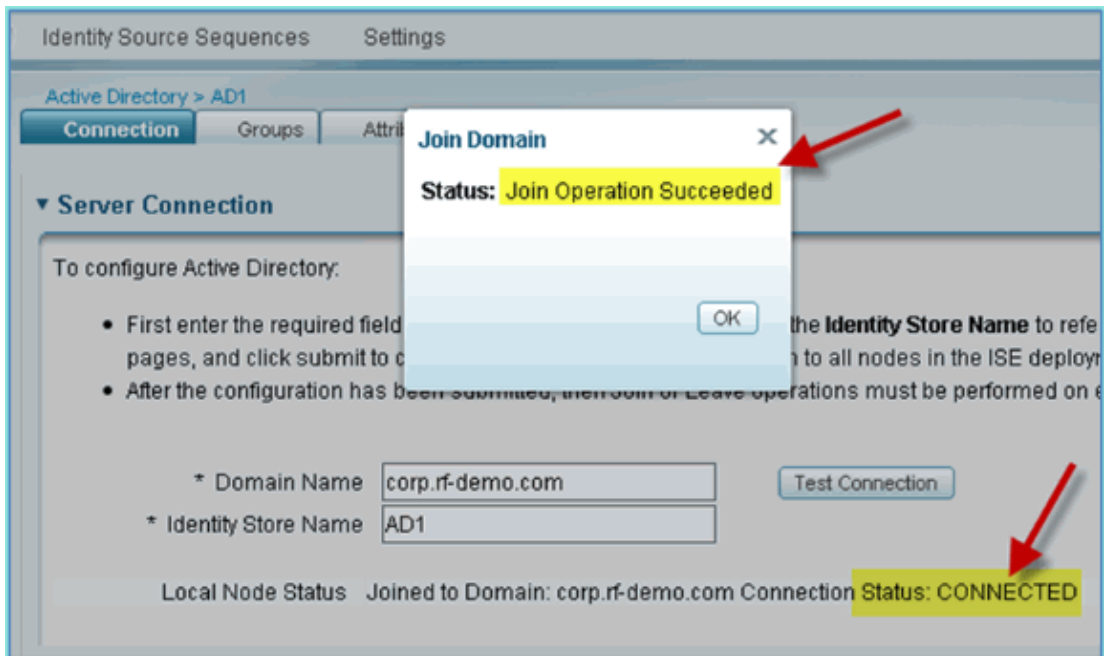 Identity Source Sequences Settings
Active Directory > AD1
Connection Groups
Join Domain
Status: Join Operation Succeeded
OK
Server Connection
To configure Active Directory:
First enter the required field the Identity Store Name to
pages, and click submit to to all nodes in the ISE
After the configuration has been submitted, then Join or Leave operations must be performed on
* Domain Name corp.rf-demo.com Test Connection
* Identity Store Name AD1
Local Node Status Joined to Domain: corp.rf-demo.com Connection Status: CONNECTED